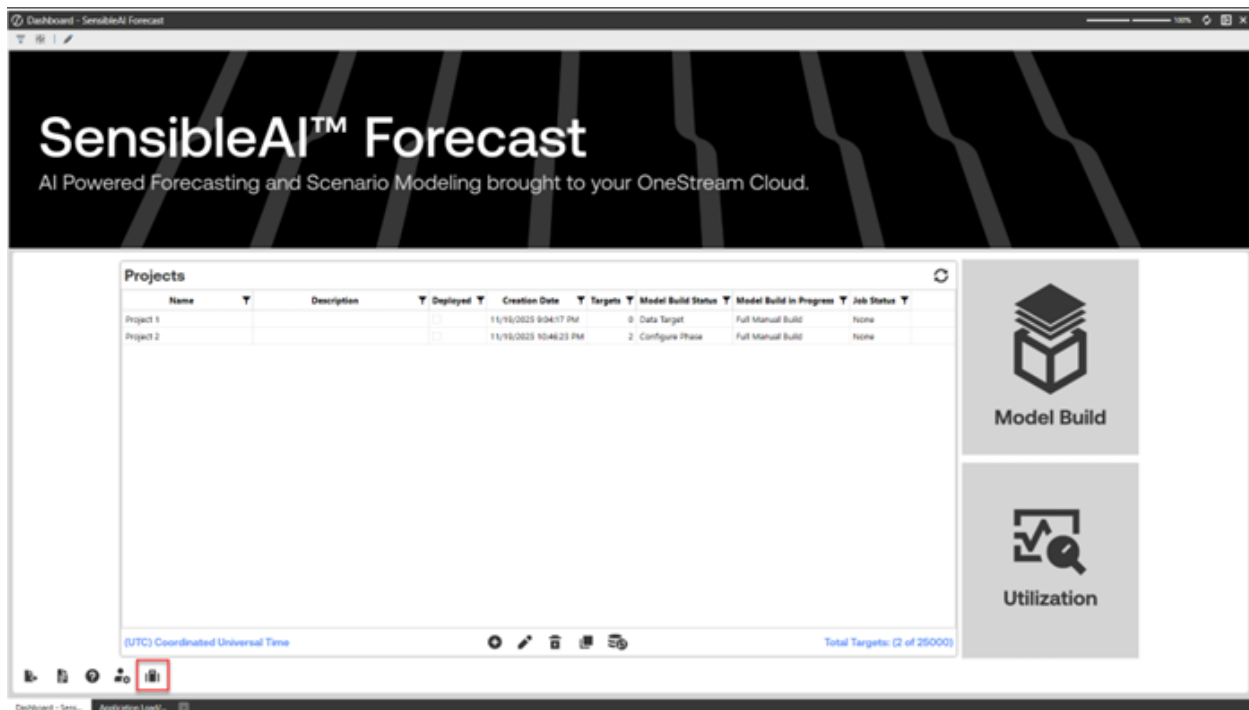 Dashboard - SensibleAI Forecast
100%
SensibleAI™ Forecast
AI Powered Forecasting and Scenario Modeling brought to your OneStream Cloud.
Projects
Name Description Deployed Creation Date Targets Model Build Status Model Build in Progress Job Status
Project 1 11/19/2025 9:04:17 PM 0 Data Target Full Manual Build None
Project 2 11/19/2025 10:46:23 PM 2 Configure Phase Full Manual Build None
Model Build
Utilization
(UTC) Coordinated Universal Time
Total Targets: (2 of 25000)
Dashboard - Sens... Application Load/...